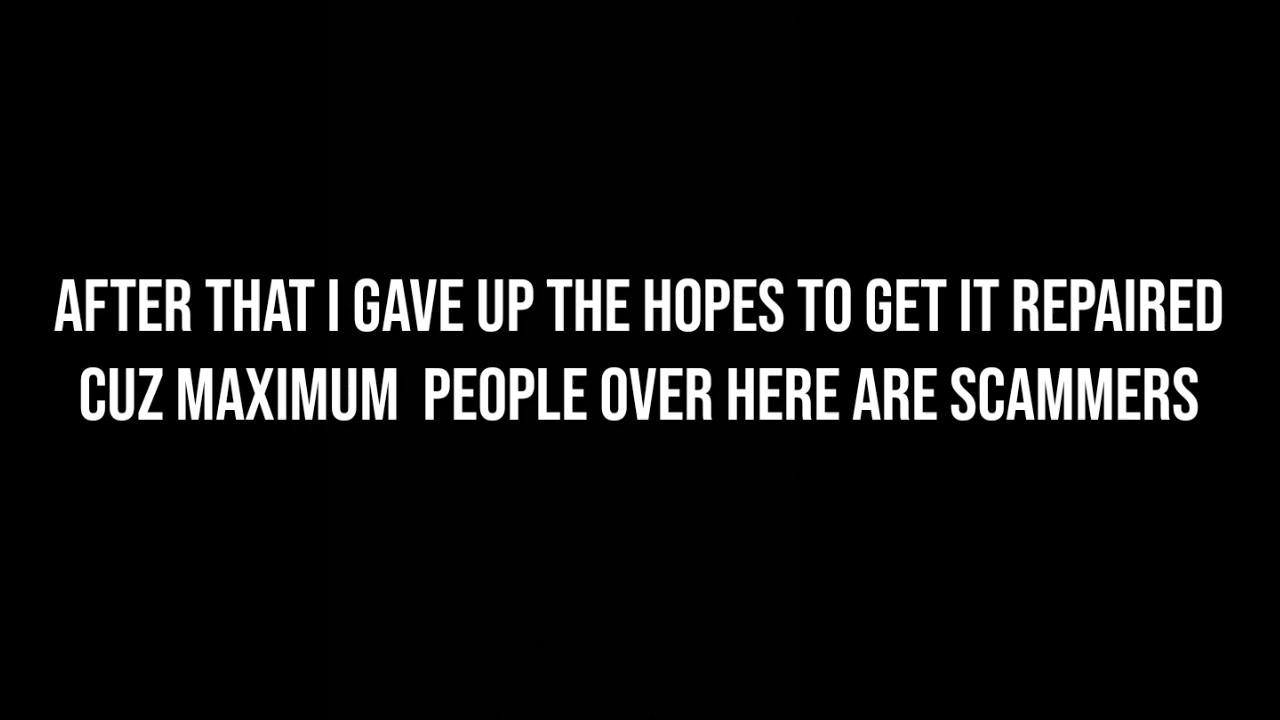 AFTER THAT I GAVE UP THE HOPES TO GET IT REPAIRED
CUZ MAXIMUM  PEOPLE OVER HERE ARE SCAMMERS